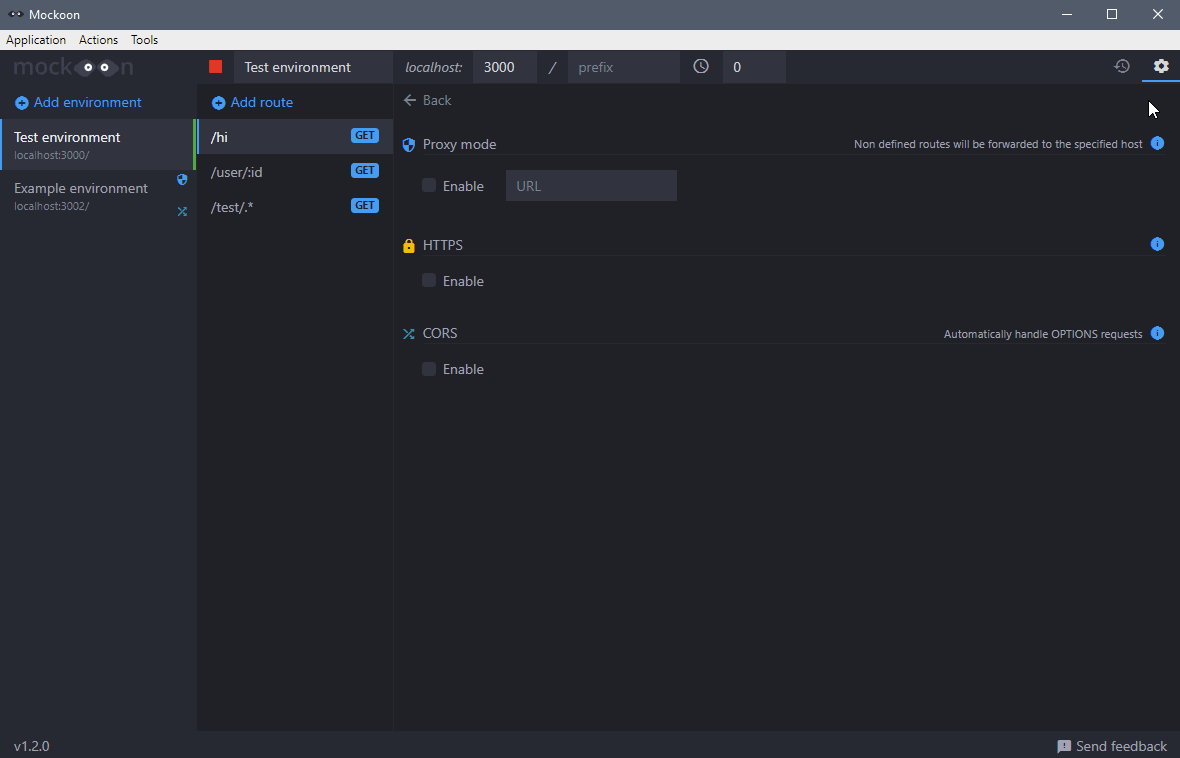 Mockoon
Application Actions Tools
mockoon
Test environment localhost: 3000 / prefix 0
Add environment
Test environment
localhost:3000/
Example environment
localhost:3002/
Add route
/hi GET
/user/:id GET
/test/.* GET
Back
Proxy mode Non defined routes will be forwarded to the specified host
Enable URL
HTTPS
Enable
CORS Automatically handle OPTIONS requests
Enable
v1.2.0 Send feedback